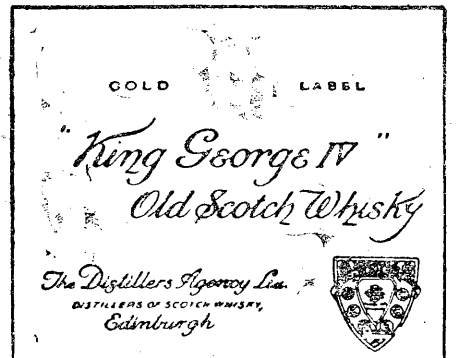 GOLD LABEL
"King George IV"
Old Scotch Whisky
The Distillers Agency Ltd.
DISTILLERS OF SCOTCH WHISKY,
Edinburgh